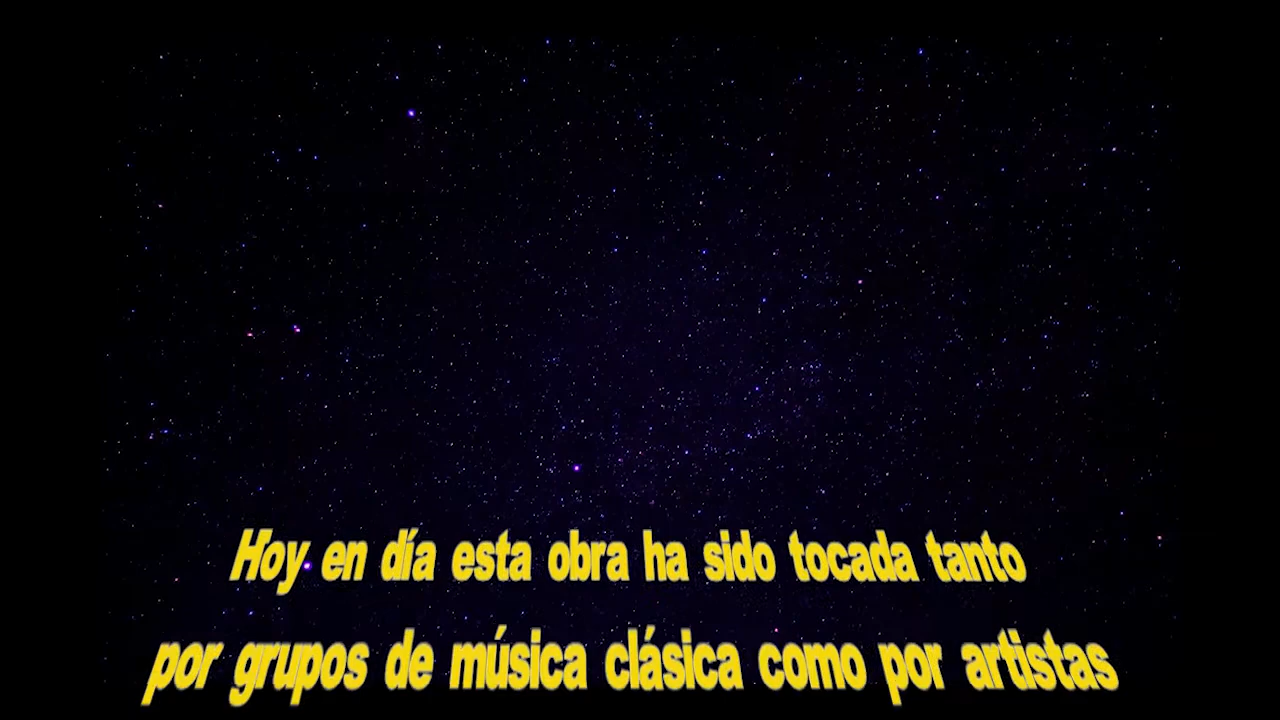 Hoy en día esta obra ha sido tocada tanto
por grupos de música clásica como por artistas